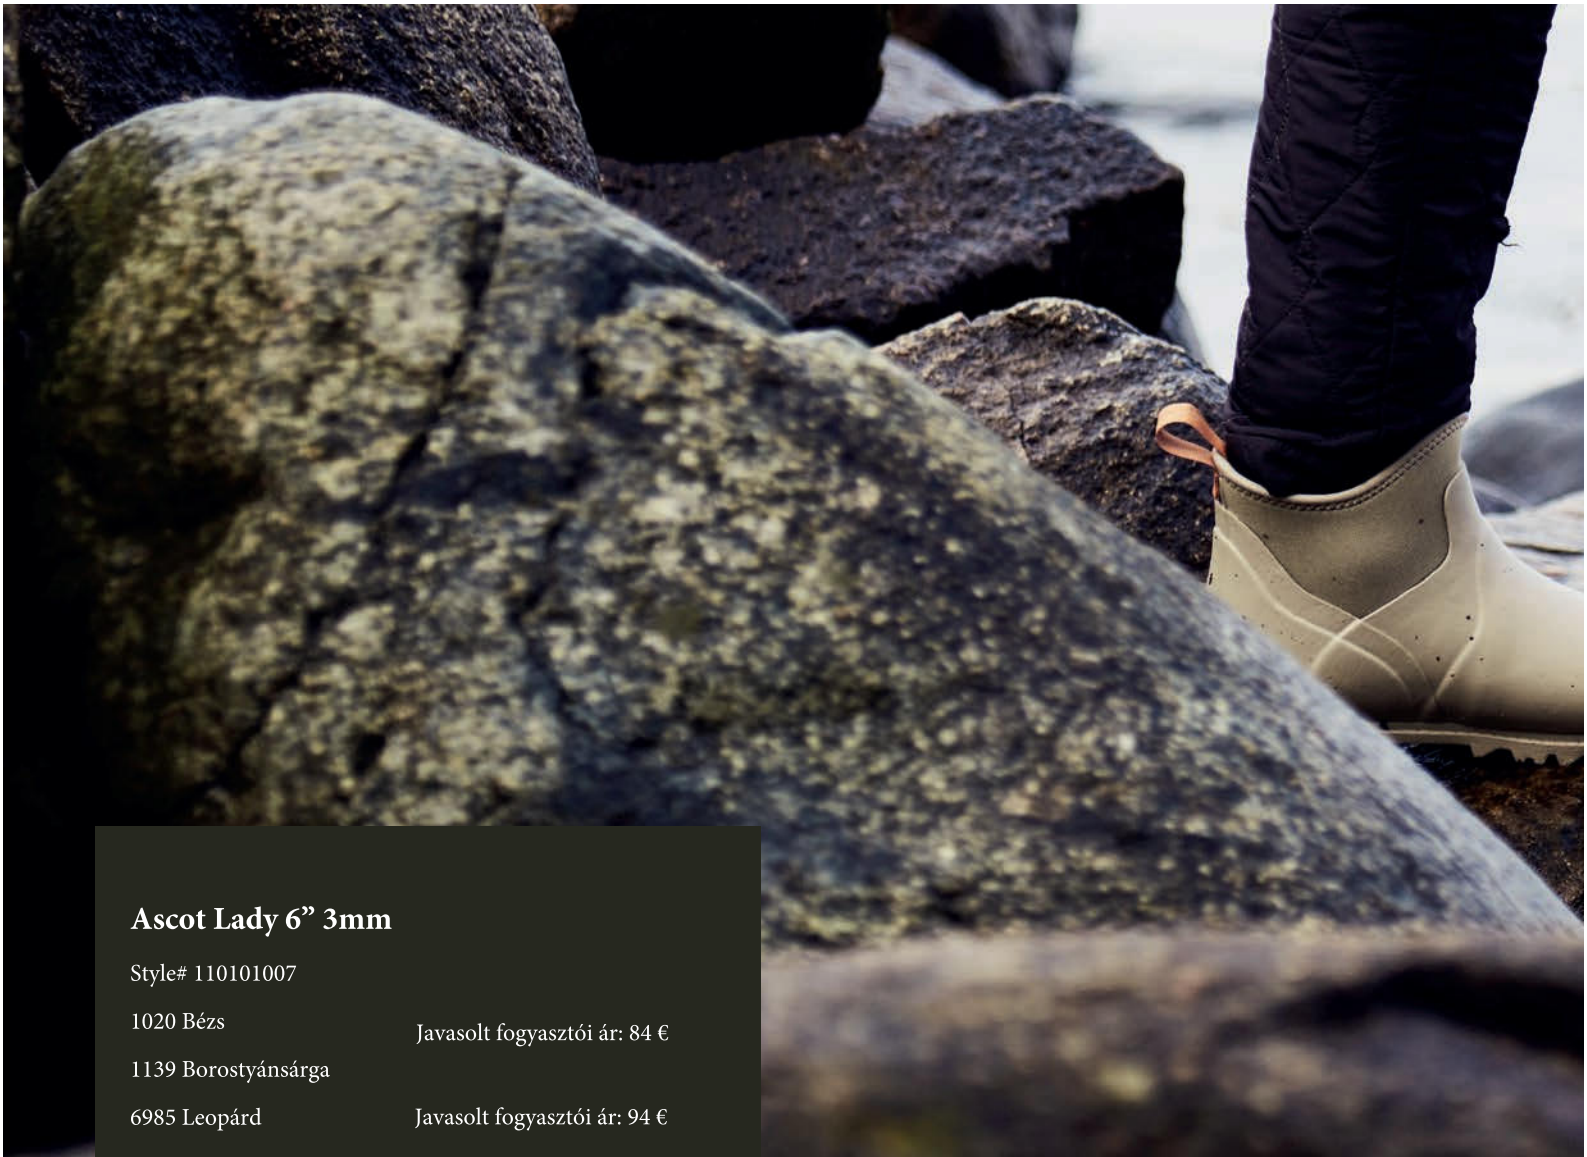 Ascot Lady 6” 3mm
Style# 110101007
1020 Bézs
Javasolt fogyasztói ár: 84 €
1139 Borostyánsárga
6985 Leopárd
Javasolt fogyasztói ár: 94 €